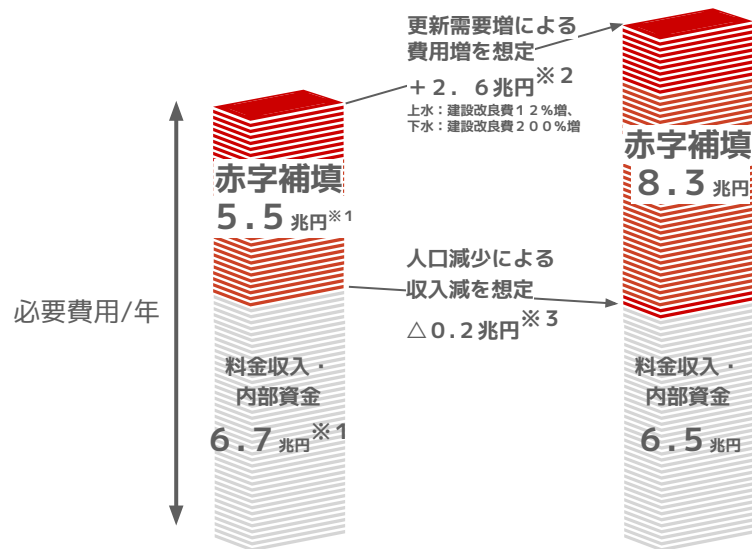 更新需要増による
費用増を想定
＋２．６兆円※２
上水：建設改良費１２％増、
下水：建設改良費２００％増
赤字補填
5.5兆円※1
赤字補填
8.3兆円
人口減少による
収入減を想定
△０.２兆円※３
必要費用/年
料金収入・
内部資金
6.7兆円※1
料金収入・
内部資金
6.5兆円